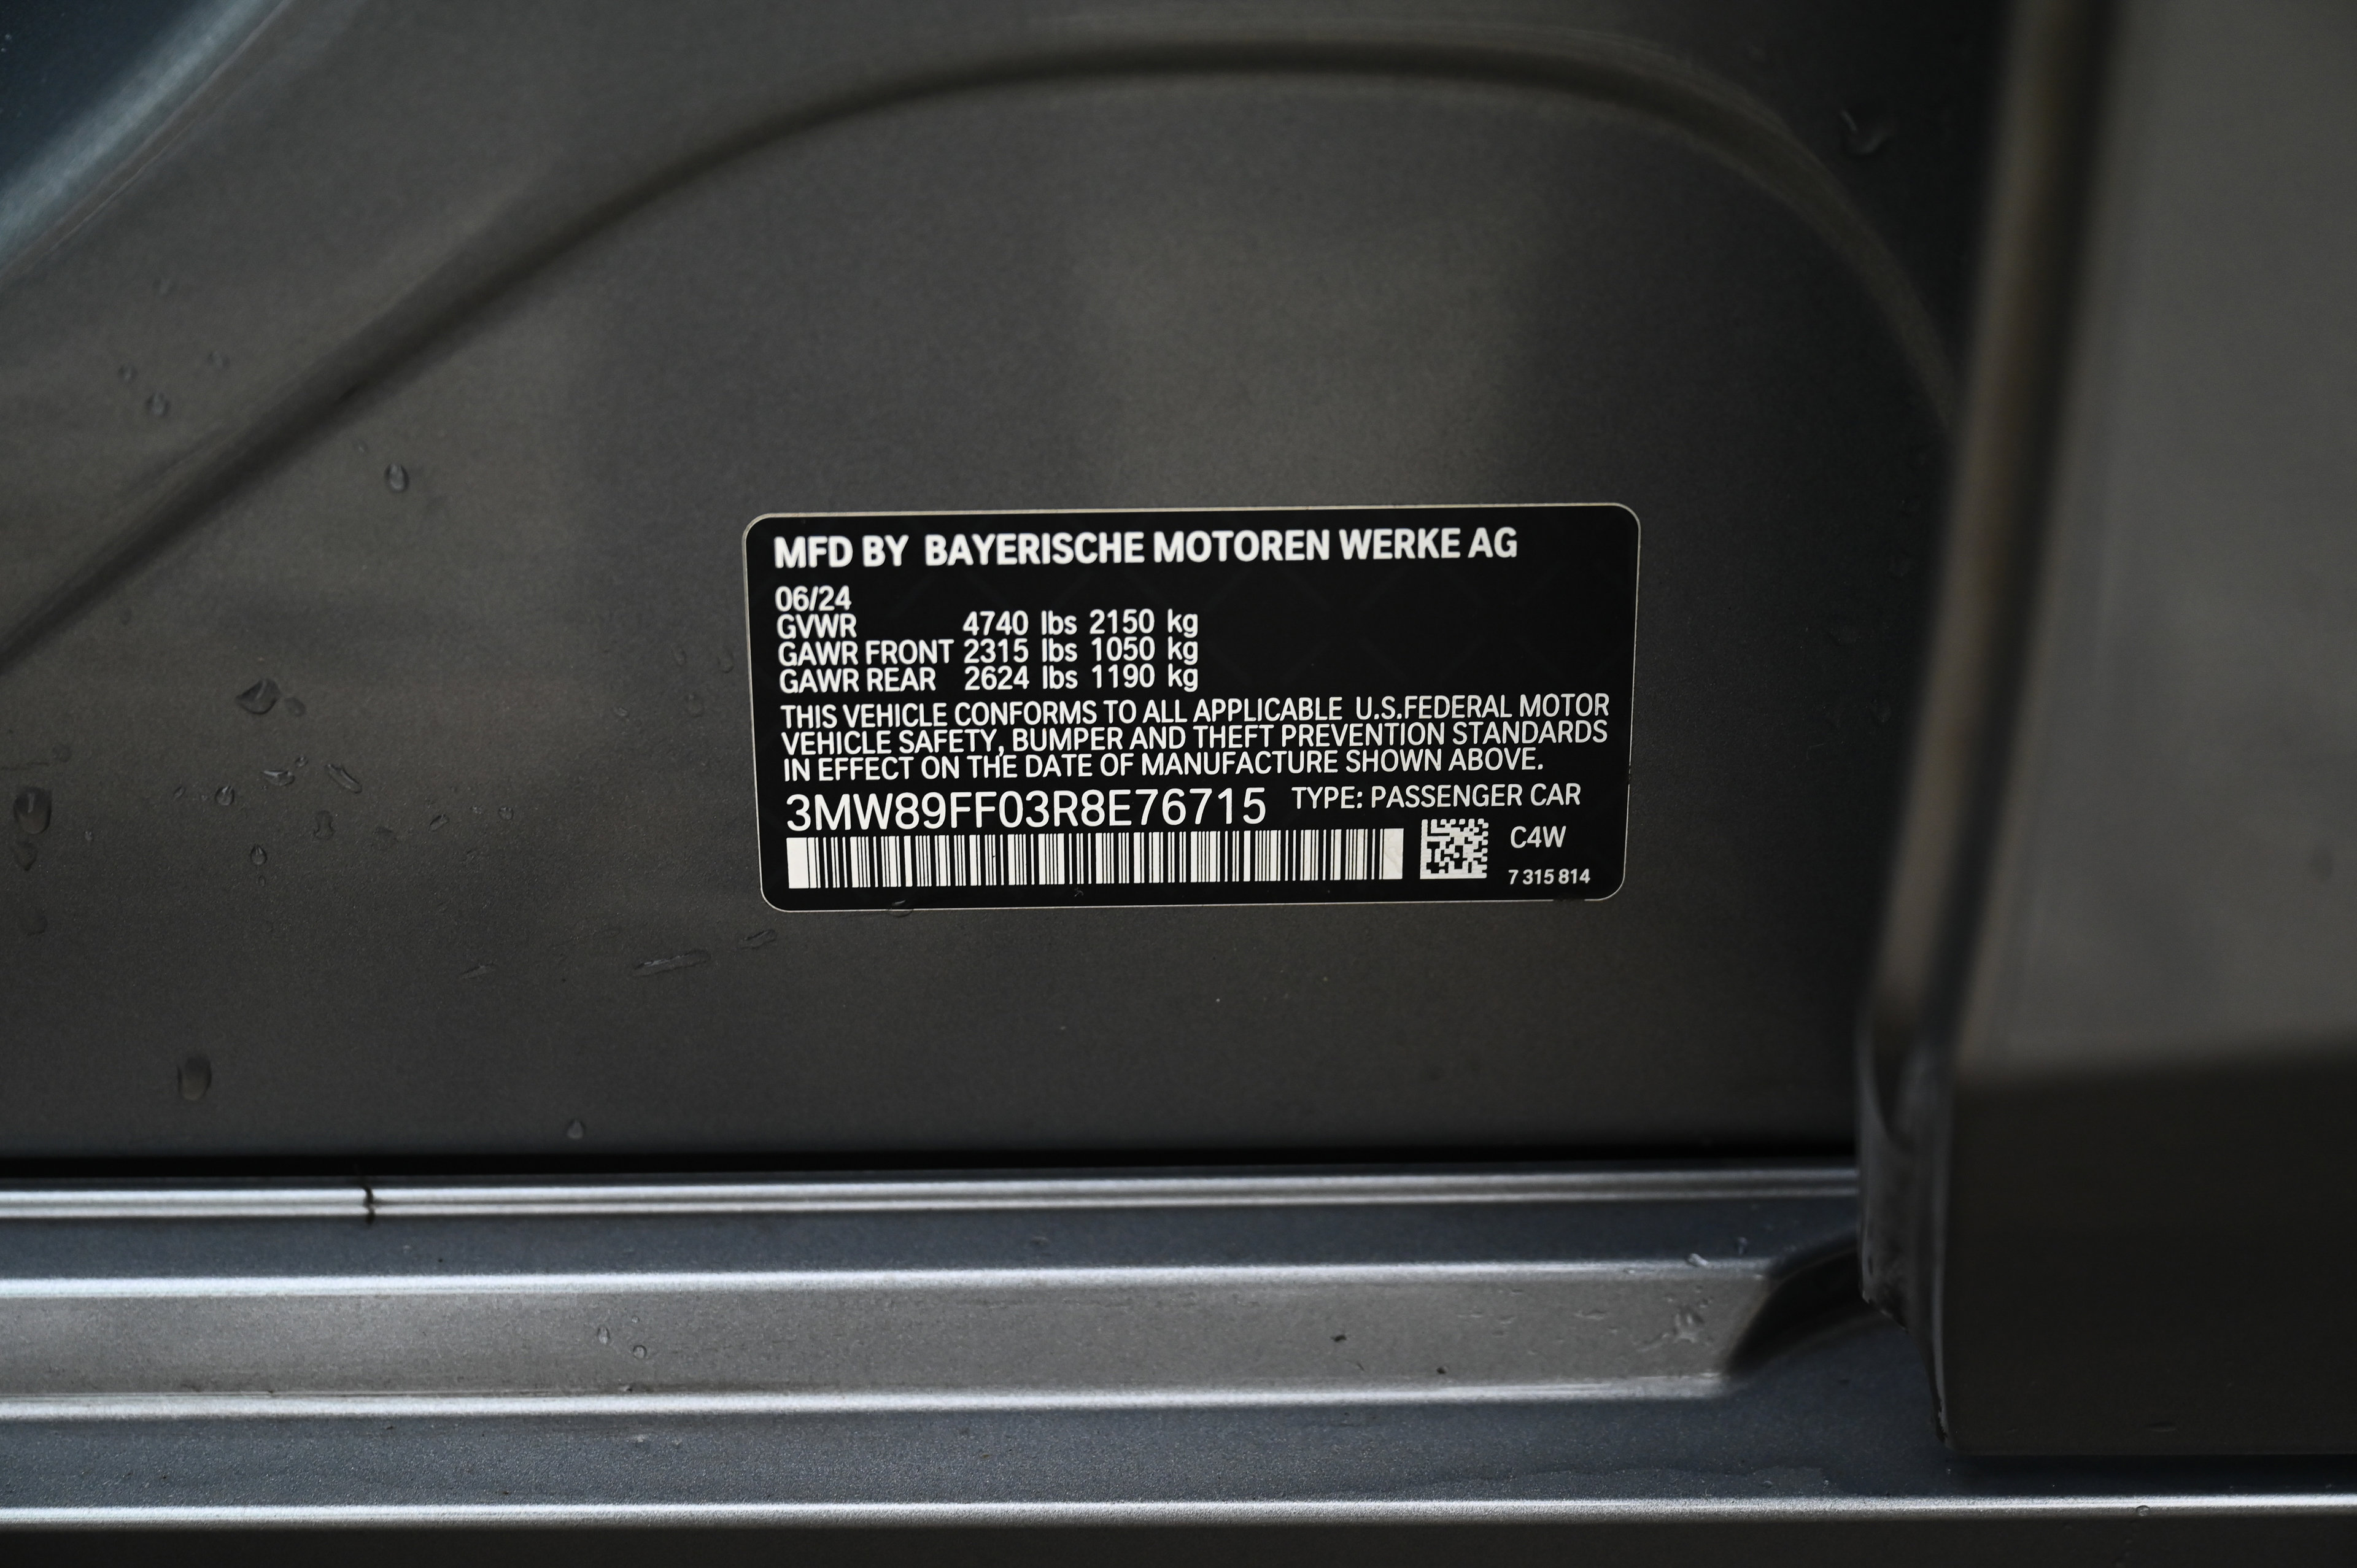 MFD BY BAYERISCHE MOTOREN WERKE AG
06/24
GVWR 4740 lbs 2150 kg
GAWR FRONT 2315 lbs 1050 kg
GAWR REAR 2624 lbs 1190 kg
THIS VEHICLE CONFORMS TO ALL APPLICABLE U.S.FEDERAL MOTOR
VEHICLE SAFETY, BUMPER AND THEFT PREVENTION STANDARDS
IN EFFECT ON THE DATE OF MANUFACTURE SHOWN ABOVE.
3MW89FF03R8E76715 TYPE: PASSENGER CAR
C4W
7 315 814